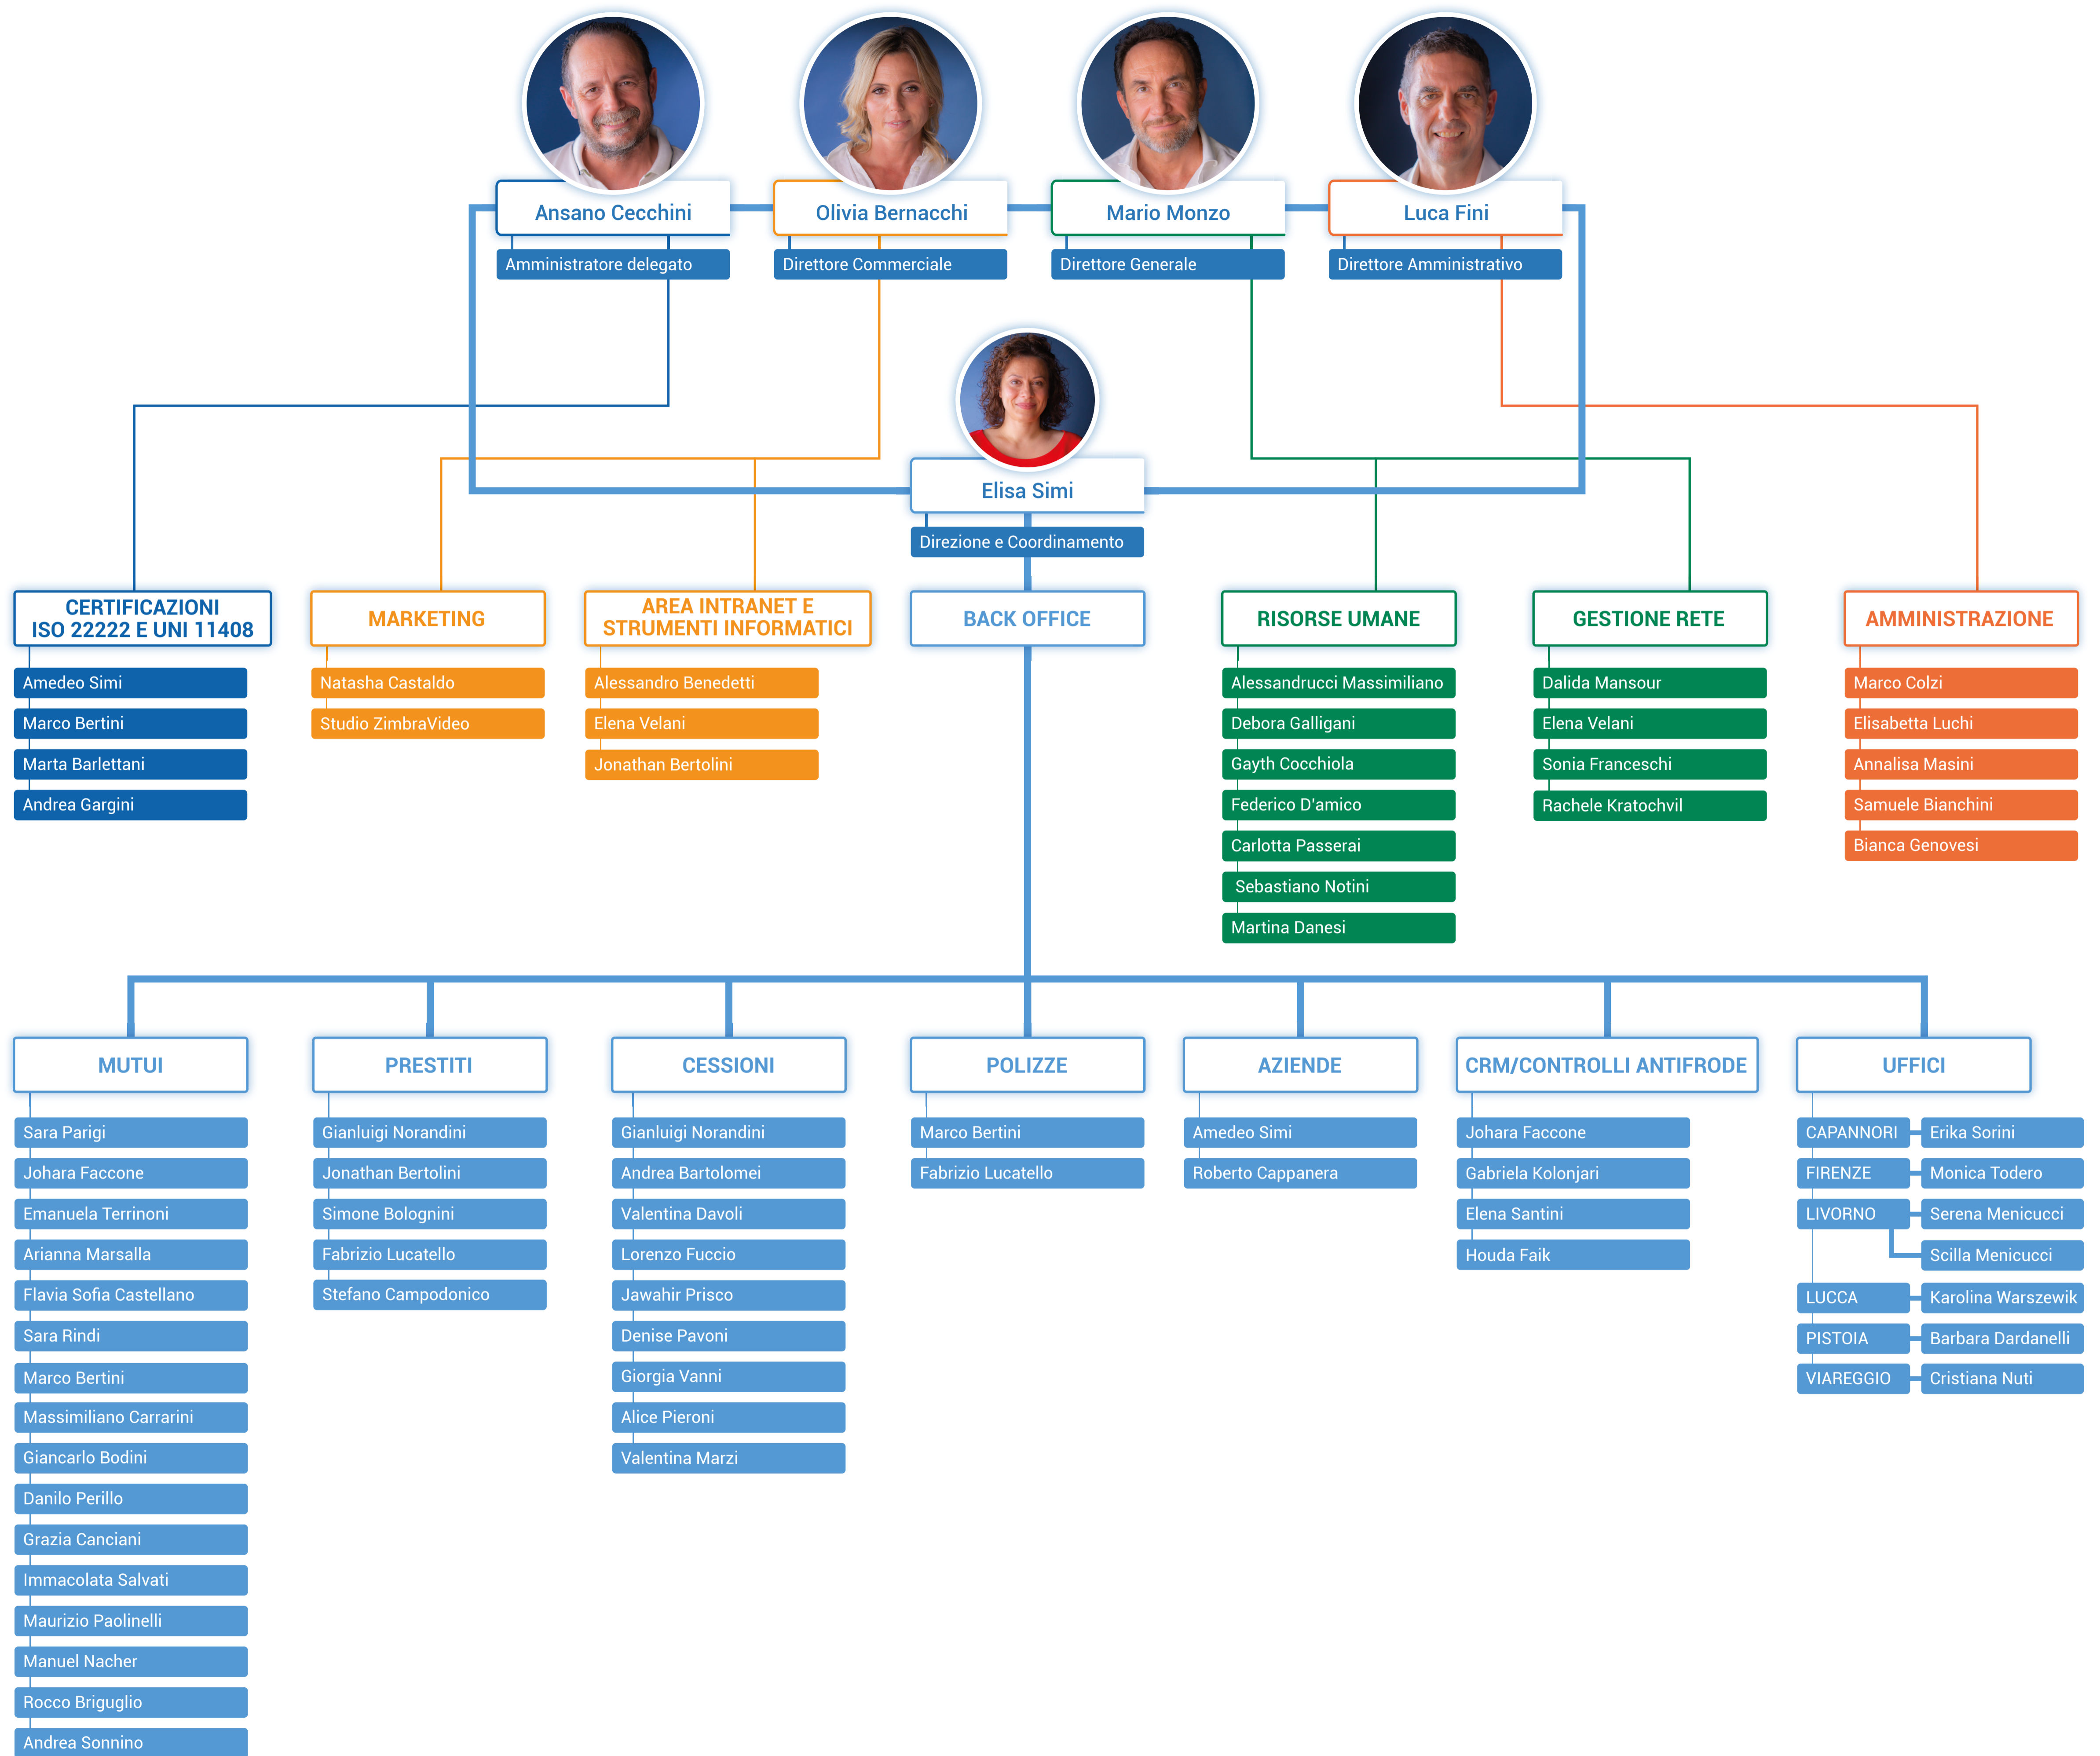 Ansano Cecchini
Amministratore delegato
Olivia Bernacchi
Direttore Commerciale
Mario Monzo
Direttore Generale
Luca Fini
Direttore Amministrativo
Elisa Simi
Direzione e Coordinamento
CERTIFICAZIONI
ISO 22222 E UNI 11408
Amedeo Simi
Marco Bertini
Marta Barlettani
Andrea Gargini
MARKETING
Natasha Castaldo
Studio ZimbraVideo
AREA INTRANET E
STRUMENTI INFORMATICI
Alessandro Benedetti
Elena Velani
Jonathan Bertolini
BACK OFFICE
RISORSE UMANE
Alessandrucci Massimiliano
Debora Galligani
Gayth Cocchiola
Federico D'amico
Carlotta Passerai
Sebastiano Notini
Martina Danesi
GESTIONE RETE
Dalida Mansour
Elena Velani
Sonia Franceschi
Rachele Kratochvil
AMMINISTRAZIONE
Marco Colzi
Elisabetta Luchi
Annalisa Masini
Samuele Bianchini
Bianca Genovesi
MUTUI
Sara Parigi
Johara Faccone
Emanuela Terrinoni
Arianna Marsalla
Flavia Sofia Castellano
Sara Rindi
Marco Bertini
Massimiliano Carrarini
Giancarlo Bodini
Danilo Perillo
Grazia Canciani
Immacolata Salvati
Maurizio Paolinelli
Manuel Nacher
Rocco Briguglio
Andrea Sonnino
PRESTITI
Gianluigi Norandini
Jonathan Bertolini
Simone Bolognini
Fabrizio Lucatello
Stefano Campodonico
CESSIONI
Gianluigi Norandini
Andrea Bartolomei
Valentina Davoli
Lorenzo Fuccio
Jawahir Prisco
Denise Pavoni
Giorgia Vanni
Alice Pieroni
Valentina Marzi
POLIZZE
Marco Bertini
Fabrizio Lucatello
AZIENDE
Amedeo Simi
Roberto Cappanera
CRM/CONTROLLI ANTIFRODE
Johara Faccone
Gabriela Kolonjari
Elena Santini
Houda Faik
UFFICI
CAPANNORI Erika Sorini
FIRENZE Monica Todero
LIVORNO Serena Menicucci
Scilla Menicucci
LUCCA Karolina Warszewik
PISTOIA Barbara Dardanelli
VIAREGGIO Cristiana Nuti